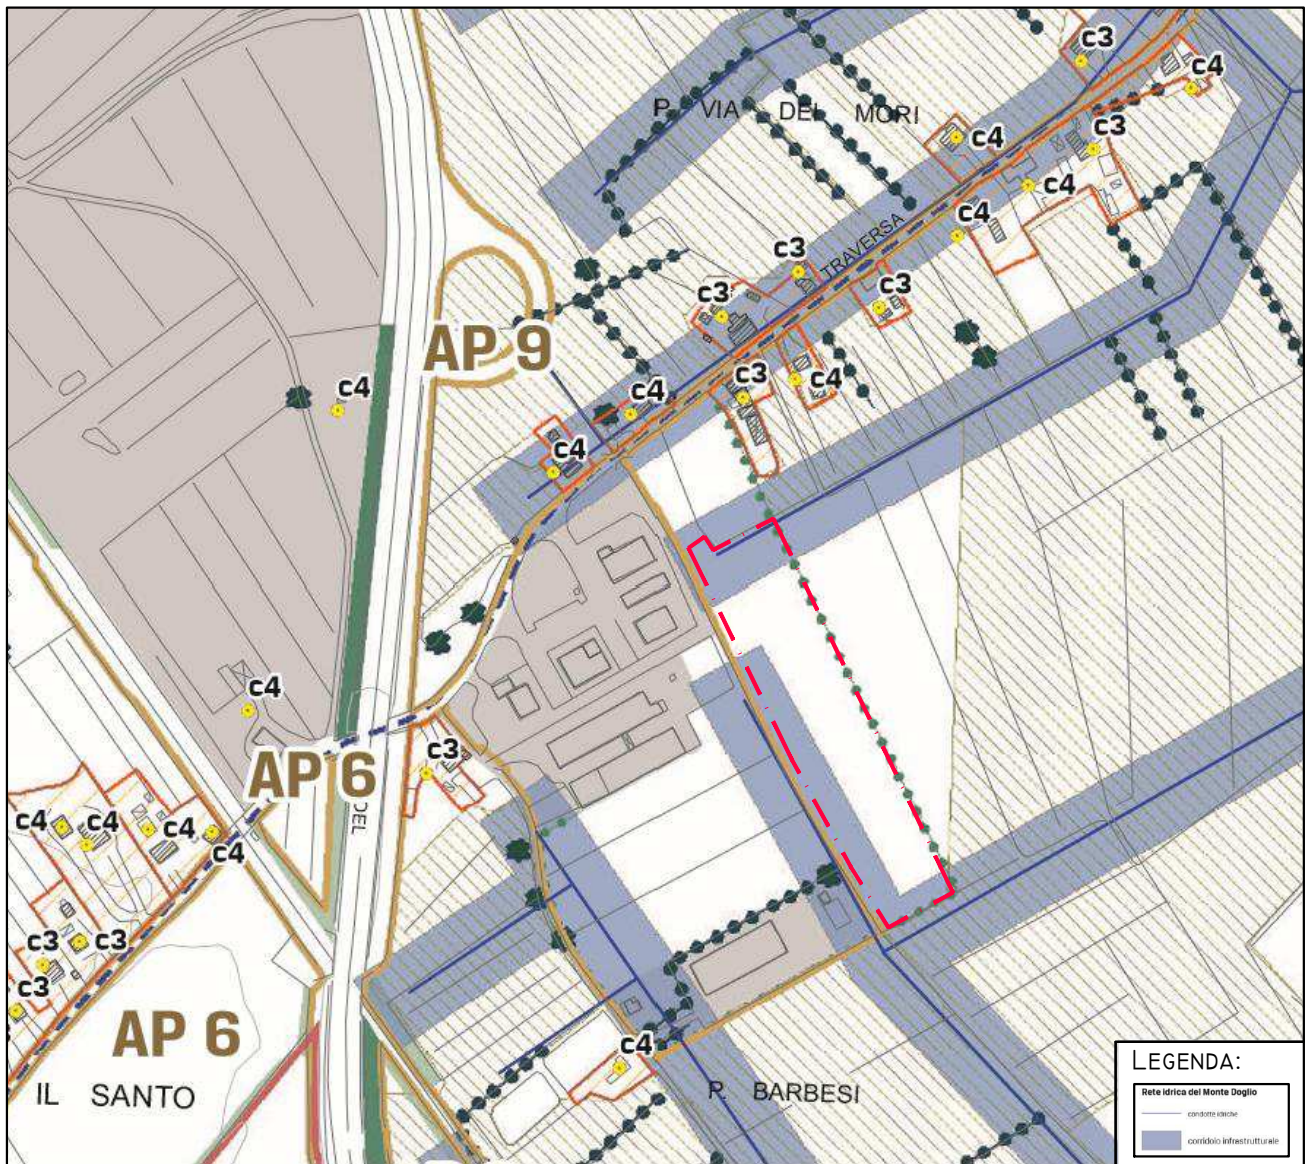 c3
c4
P. VIA DEI MORI
c4
c3
c4
c4
TRAVERSA
c3
c3
c3
AP 9
c4
c3
c4
c4
c4
c4
c3
AP 6
DEL
c4
c4
c4
c4
c3
c3
c3
AP 6
IL SANTO
c4
P. BARBESI
LEGENDA:
Rete idrica del Monte Doglio
condotte idriche
corridoio infrastrutturale